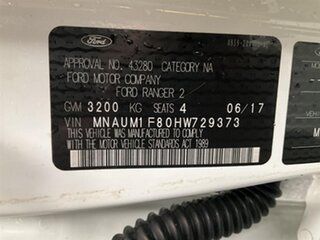 Ford
APPROVAL NO. 43280 CATEGORY NA
FORD MOTOR COMPANY
FORD RANGER 2
GVM 3200 KG SEATS 4 06/17
VIN MNAUM1F80HW729373
THIS VEHICLE WAS MANUFACTURED TO COMPLY
WITH THE MOTOR VEHICLE STANDARDS ACT 1989